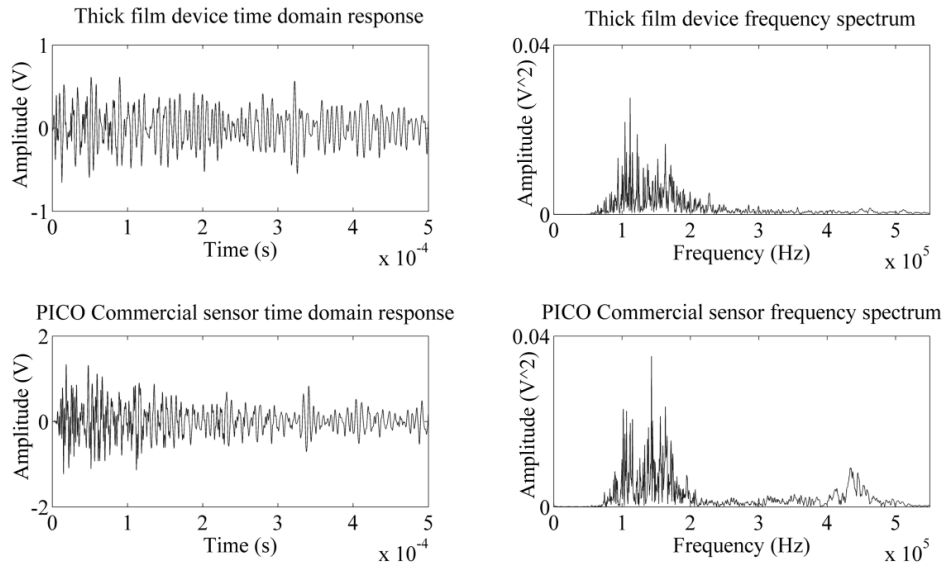 Thick film device time domain response
Amplitude (V)
1
0
-1
0 1 2 3 4 5
Time (s)
x 10^-4
Thick film device frequency spectrum
Amplitude (V^2)
0.04
0
0 1 2 3 4 5
Frequency (Hz)
x 10^5
PICO Commercial sensor time domain response
Amplitude (V)
2
0
-2
0 1 2 3 4 5
Time (s)
x 10^-4
PICO Commercial sensor frequency spectrum
Amplitude (V^2)
0.04
0
0 1 2 3 4 5
Frequency (Hz)
x 10^5